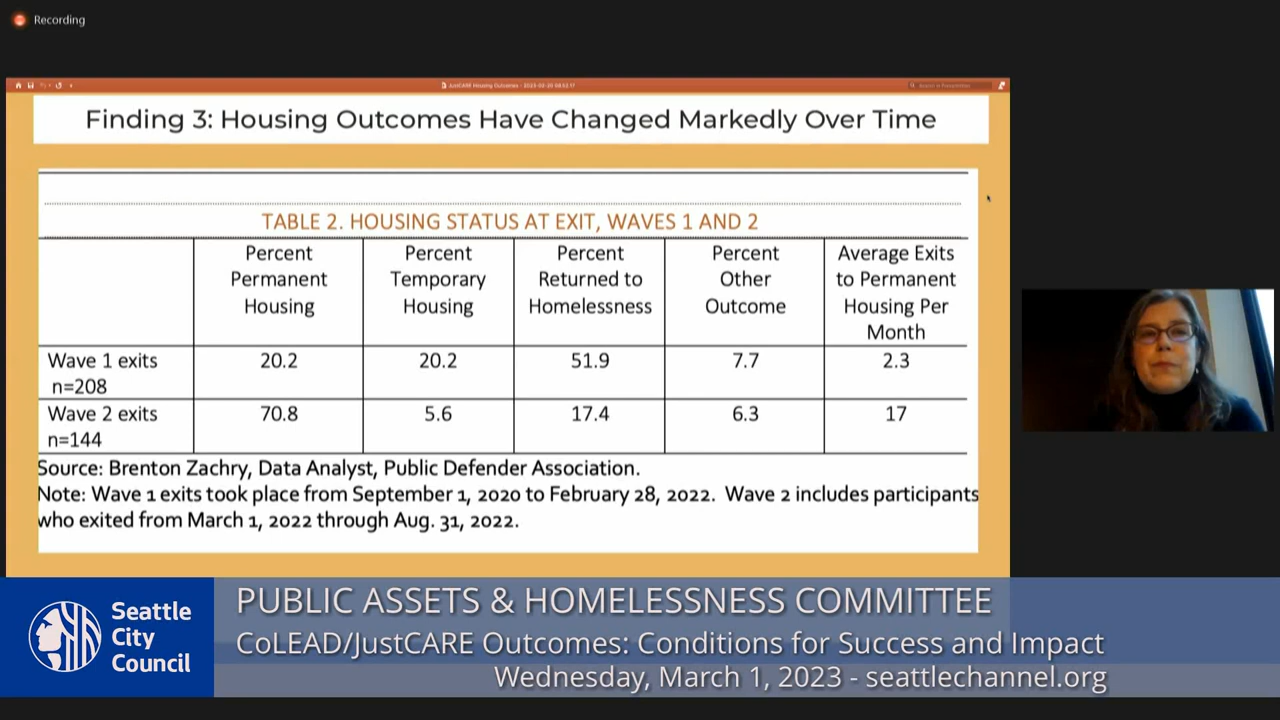 Recording
JustCARE Housing Outcomes - 2023-02-20
Finding 3: Housing Outcomes Have Changed Markedly Over Time
TABLE 2. HOUSING STATUS AT EXIT, WAVES 1 AND 2
Percent Permanent Housing
Percent Temporary Housing
Percent Returned to Homelessness
Percent Other Outcome
Average Exits to Permanent Housing Per Month
Wave 1 exits n=208 20.2 20.2 51.9 7.7 2.3
Wave 2 exits n=144 70.8 5.6 17.4 6.3 17
Source: Brenton Zachry, Data Analyst, Public Defender Association.
Note: Wave 1 exits took place from September 1, 2020 to February 28, 2022. Wave 2 includes participants
who exited from March 1, 2022 through Aug. 31, 2022.
Seattle
City
Council
PUBLIC ASSETS & HOMELESSNESS COMMITTEE
CoLEAD/JustCARE Outcomes: Conditions for Success and Impact
Wednesday, March 1, 2023 - seattlechannel.org